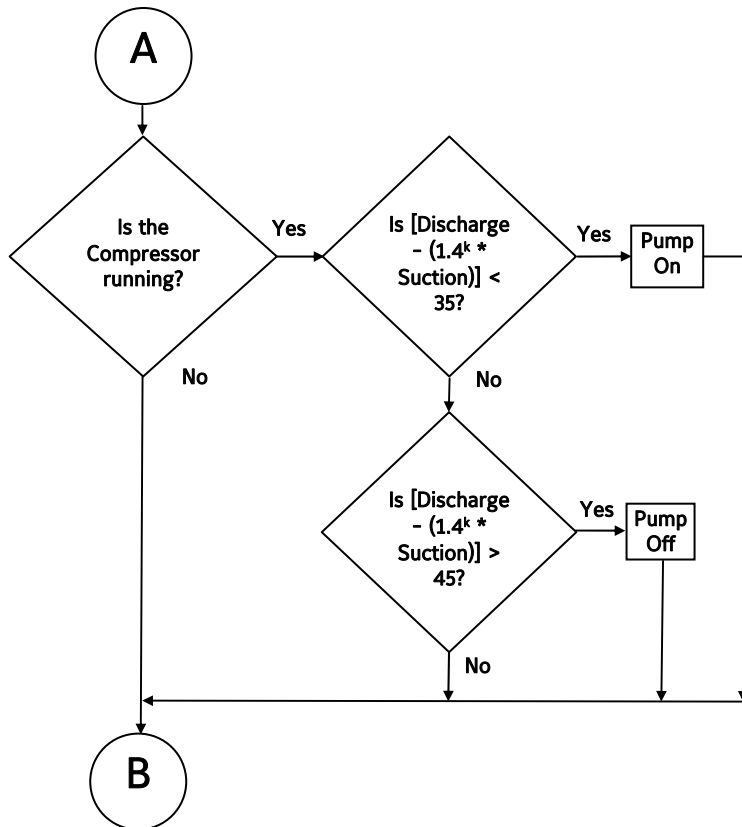 A
Is the
Compressor
running?
Yes
Is [Discharge
– (1.4ᵏ *
Suction)] <
35?
Yes
Pump
On
No
No
Is [Discharge
– (1.4ᵏ *
Suction)] >
45?
Yes
Pump
Off
No
B